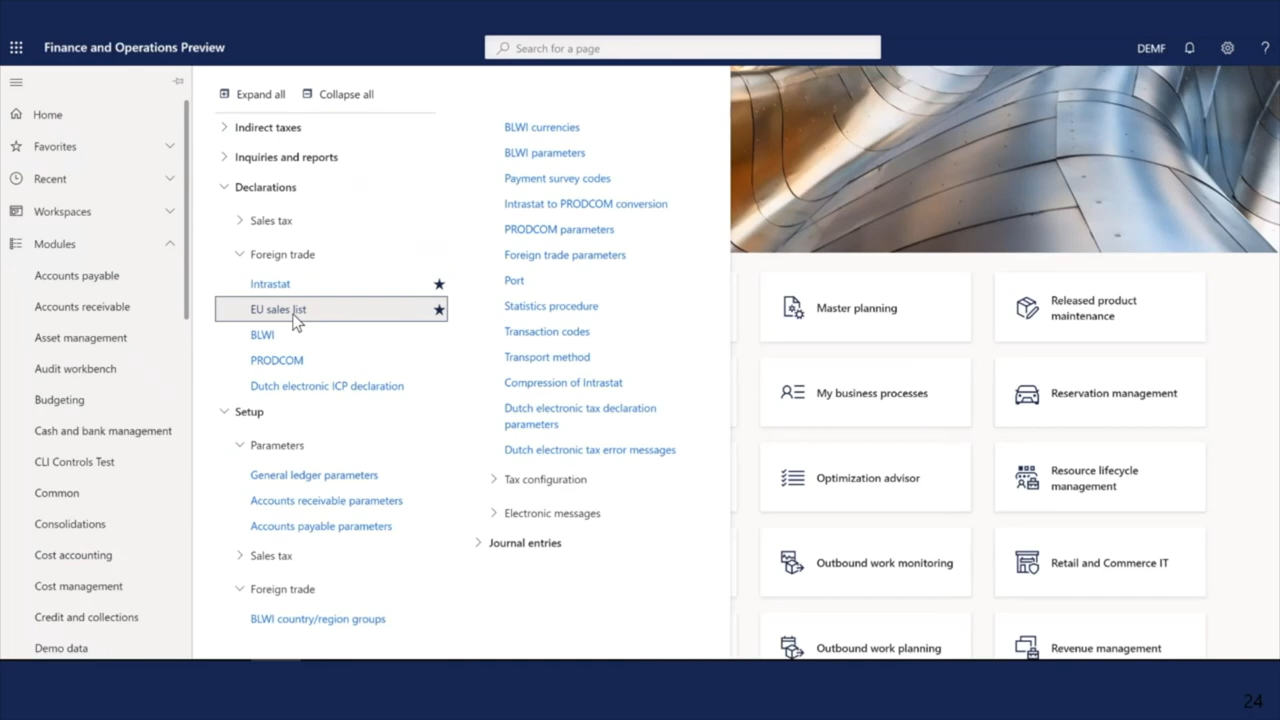 Finance and Operations Preview
Search for a page
DEMF
?
Home
Favorites
Recent
Workspaces
Modules
Accounts payable
Accounts receivable
Asset management
Audit workbench
Budgeting
Cash and bank management
CLI Controls Test
Common
Consolidations
Cost accounting
Cost management
Credit and collections
Demo data
Expand all
Collapse all
Indirect taxes
Inquiries and reports
Declarations
Sales tax
Foreign trade
Intrastat
EU sales list
BLWI
PRODCOM
Dutch electronic ICP declaration
Setup
Parameters
General ledger parameters
Accounts receivable parameters
Accounts payable parameters
Sales tax
Foreign trade
BLWI country/region groups
BLWI currencies
BLWI parameters
Payment survey codes
Intrastat to PRODCOM conversion
PRODCOM parameters
Foreign trade parameters
Port
Statistics procedure
Transaction codes
Transport method
Compression of Intrastat
Dutch electronic tax declaration
parameters
Dutch electronic tax error messages
Tax configuration
Electronic messages
Journal entries
Master planning
Released product
maintenance
My business processes
Reservation management
Optimization advisor
Resource lifecycle
management
Outbound work monitoring
Retail and Commerce IT
Outbound work planning
Revenue management
24